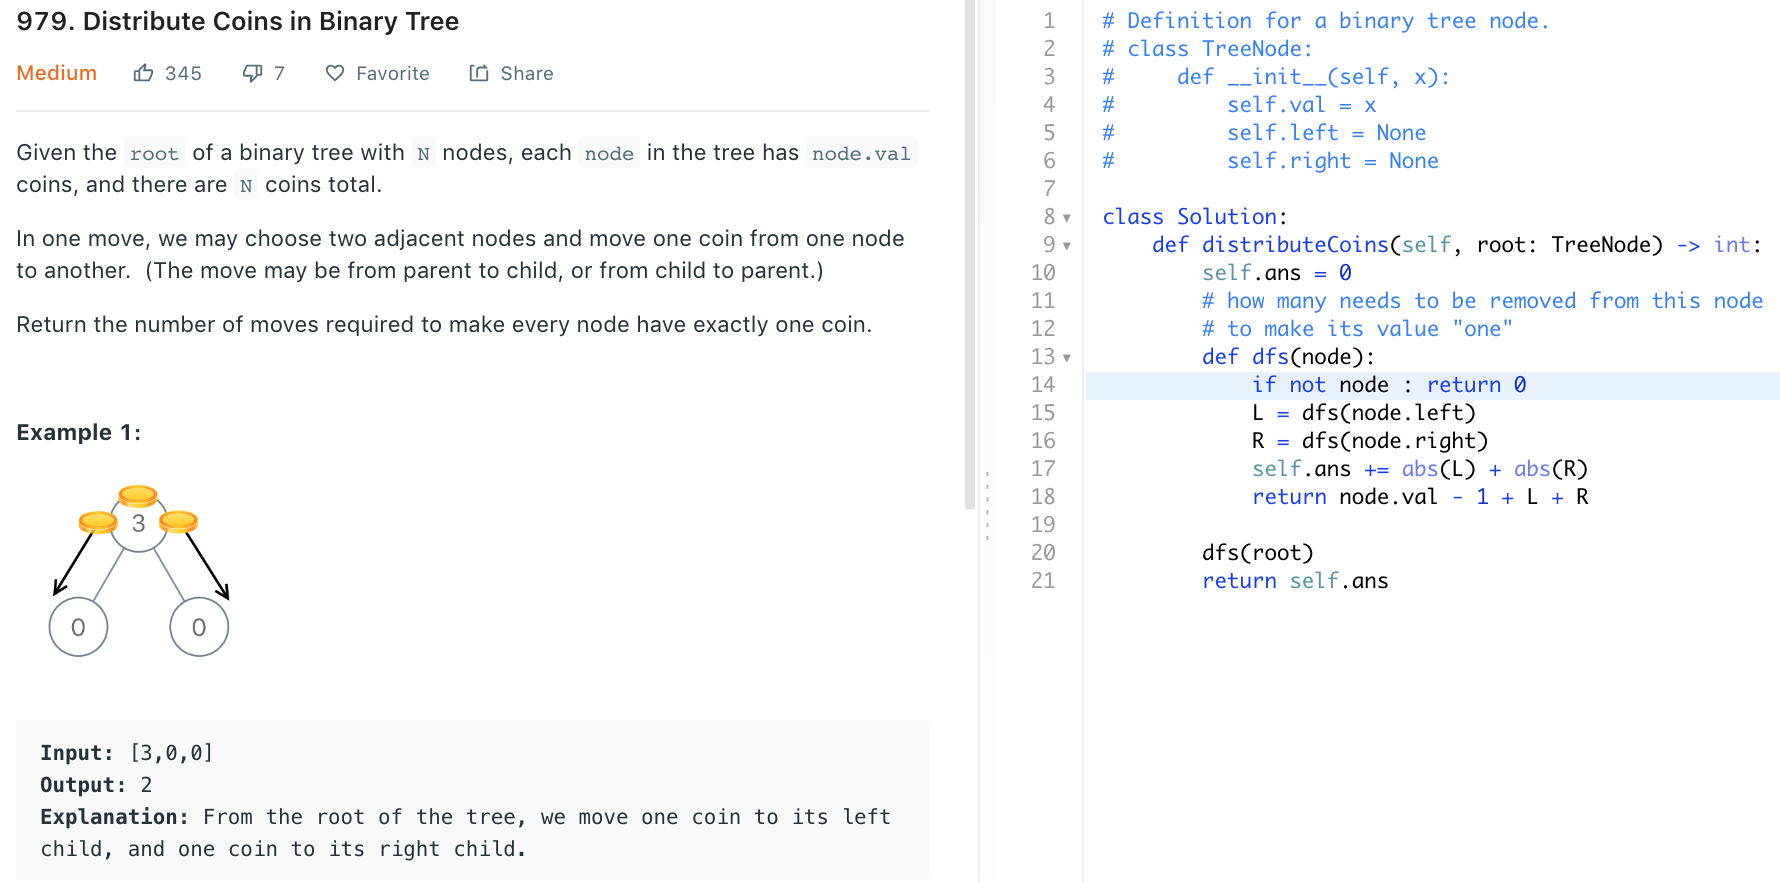 979. Distribute Coins in Binary Tree
Medium 345 7 Favorite Share
Given the root of a binary tree with N nodes, each node in the tree has node.val
coins, and there are N coins total.
In one move, we may choose two adjacent nodes and move one coin from one node
to another.  (The move may be from parent to child, or from child to parent.)
Return the number of moves required to make every node have exactly one coin.
Example 1:
3
0 0
Input: [3,0,0]
Output: 2
Explanation: From the root of the tree, we move one coin to its left
child, and one coin to its right child.
1 # Definition for a binary tree node.
2 # class TreeNode:
3 #     def __init__(self, x):
4 #         self.val = x
5 #         self.left = None
6 #         self.right = None
7
8 class Solution:
9     def distributeCoins(self, root: TreeNode) -> int:
10         self.ans = 0
11         # how many needs to be removed from this node
12         # to make its value "one"
13         def dfs(node):
14             if not node : return 0
15             L = dfs(node.left)
16             R = dfs(node.right)
17             self.ans += abs(L) + abs(R)
18             return node.val - 1 + L + R
19
20         dfs(root)
21         return self.ans